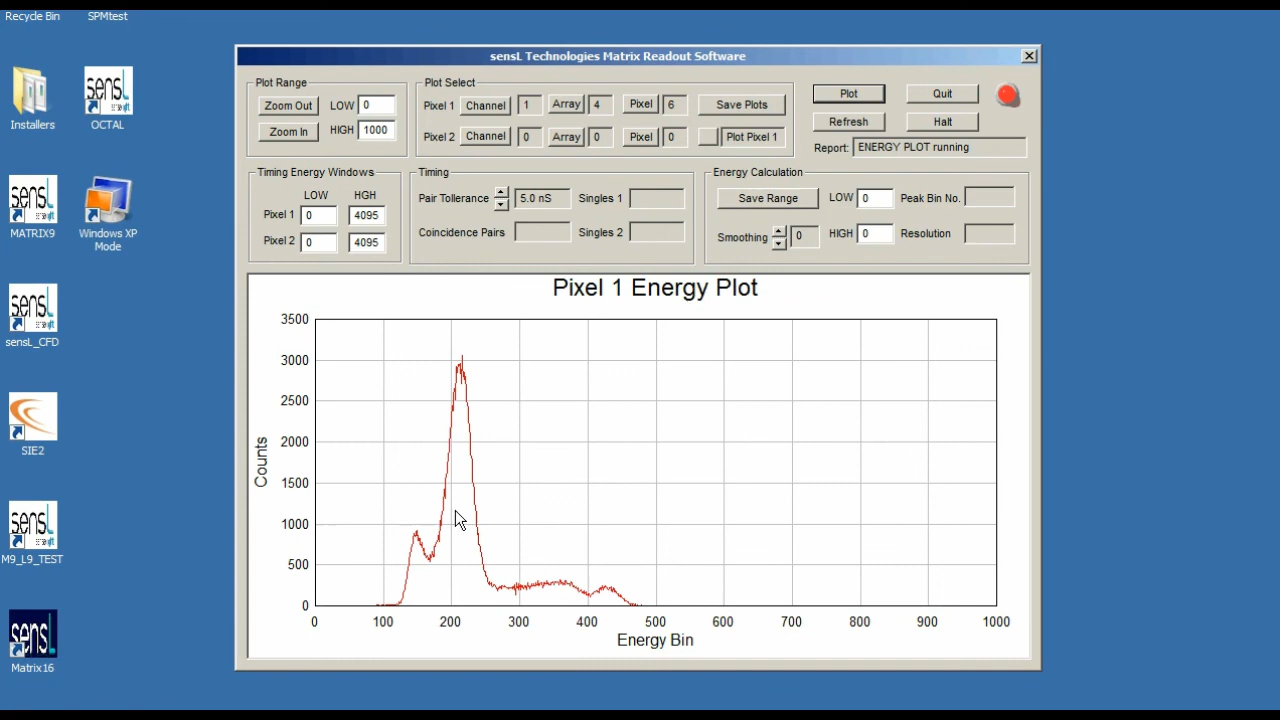 Recycle Bin
SPMtest
Installers
sensL
OCTAL
sensL
MATRIX9
Windows XP
Mode
sensL
sensL_CFD
SIE2
sensL
M9_L9_TEST
sensL
Matrix16
sensL Technologies Matrix Readout Software
Plot Range
Zoom Out LOW 0
Zoom In HIGH 1000
Plot Select
Pixel 1 Channel 1 Array 4 Pixel 6 Save Plots
Pixel 2 Channel 0 Array 0 Pixel 0 Plot Pixel 1
Plot Quit
Refresh Halt
Report: ENERGY PLOT running
Timing Energy Windows
LOW HGH
Pixel 1 0 4095
Pixel 2 0 4095
Timing
Pair Tollerance 5.0 nS Singles 1
Coincidence Pairs Singles 2
Energy Calculation
Save Range LOW 0 Peak Bin No.
Smoothing 0 HIGH 0 Resolution
Pixel 1 Energy Plot
3500
3000
2500
2000
1500
1000
500
0
Counts
0 100 200 300 400 500 600 700 800 900 1000
Energy Bin